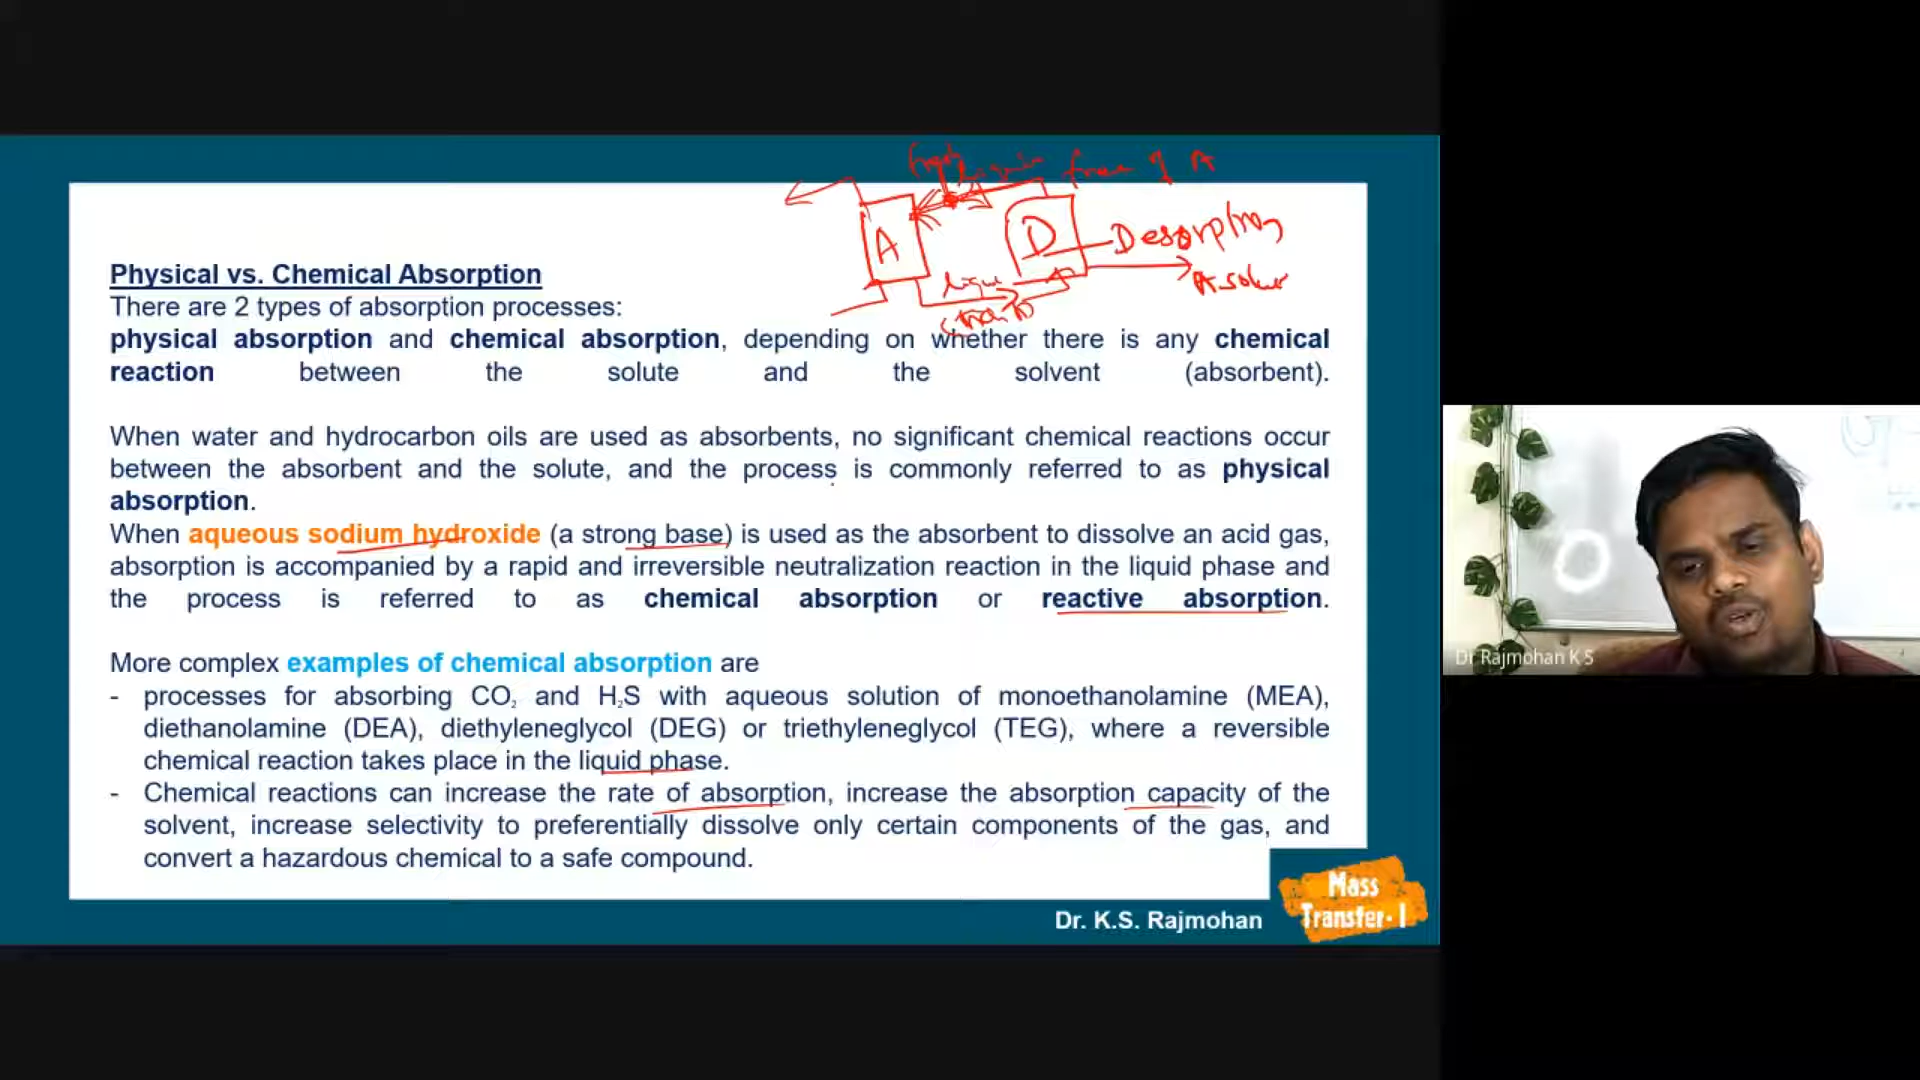 free of A
A
D
Desorption
Physical vs. Chemical Absorption
There are 2 types of absorption processes:
physical absorption and chemical absorption, depending on whether there is any chemical
reaction between the solute and the solvent (absorbent).
When water and hydrocarbon oils are used as absorbents, no significant chemical reactions occur
between the absorbent and the solute, and the process is commonly referred to as physical
absorption.
When aqueous sodium hydroxide (a strong base) is used as the absorbent to dissolve an acid gas,
absorption is accompanied by a rapid and irreversible neutralization reaction in the liquid phase and
the process is referred to as chemical absorption or reactive absorption.
More complex examples of chemical absorption are
- processes for absorbing CO₂ and H₂S with aqueous solution of monoethanolamine (MEA),
diethanolamine (DEA), diethyleneglycol (DEG) or triethyleneglycol (TEG), where a reversible
chemical reaction takes place in the liquid phase.
- Chemical reactions can increase the rate of absorption, increase the absorption capacity of the
solvent, increase selectivity to preferentially dissolve only certain components of the gas, and
convert a hazardous chemical to a safe compound.
Dr. K.S. Rajmohan
Mass
Transfer-I
Dr Rajmohan K S